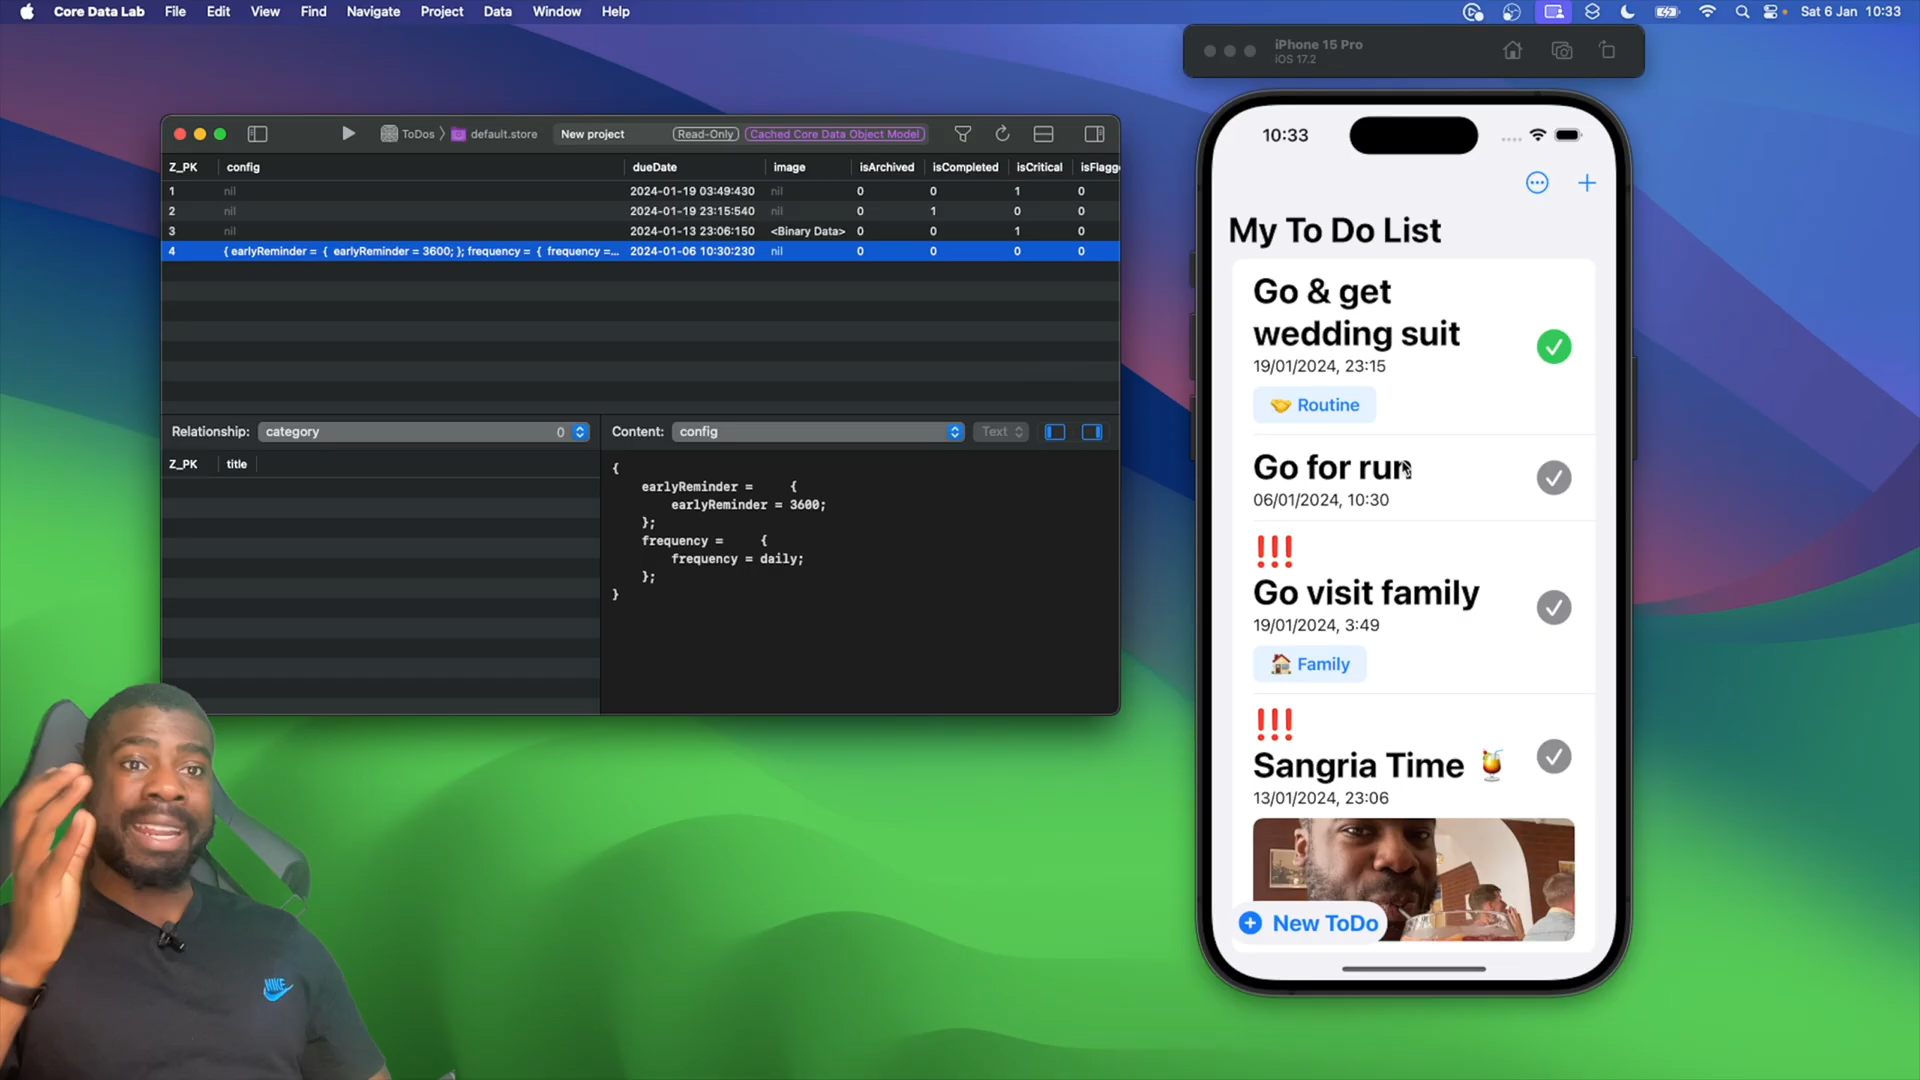 Core Data Lab File Edit View Find Navigate Project Data Window Help
Sat 6 Jan 10:33
iPhone 15 Pro
iOS 17.2
ToDos
default.store
New project
Read-Only
Cached Core Data Object Model
Z_PK config dueDate image isArchived isCompleted isCritical isFlagge
1 nil 2024-01-19 03:49:430 nil 0 0 1 0
2 nil 2024-01-19 23:15:540 nil 0 1 0 0
3 nil 2024-01-13 23:06:150 <Binary Data> 0 0 1 0
4 { earlyReminder = { earlyReminder = 3600; }; frequency = { frequency =... 2024-01-06 10:30:230 nil 0 0 0 0
Relationship: category 0
Z_PK title
Content: config Text
{
earlyReminder = {
earlyReminder = 3600;
};
frequency = {
frequency = daily;
};
}
10:33
My To Do List
Go & get
wedding suit
19/01/2024, 23:15
Routine
Go for run
06/01/2024, 10:30
!!!
Go visit family
19/01/2024, 3:49
Family
!!!
Sangria Time
13/01/2024, 23:06
New ToDo
NIKE